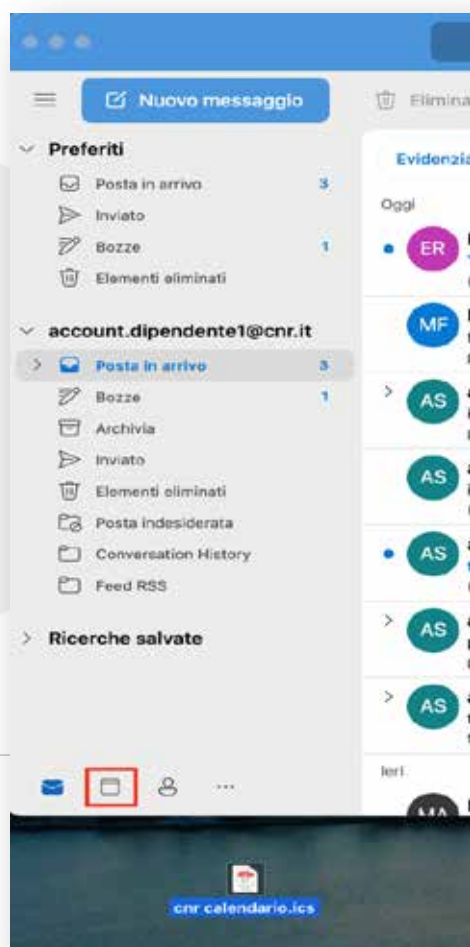 Nuovo messaggio
Elimina
Preferiti
Evidenzia
Posta in arrivo 3
Inviato
Bozze 1
Elementi eliminati
account.dipendente1@cnr.it
Posta in arrivo 3
Bozze 1
Archivia
Inviato
Elementi eliminati
Posta indesiderata
Conversation History
Feed RSS
Ricerche salvate
Oggi
ER
MF
AS
AS
AS
AS
AS
Ieri
cnr calendario.ics